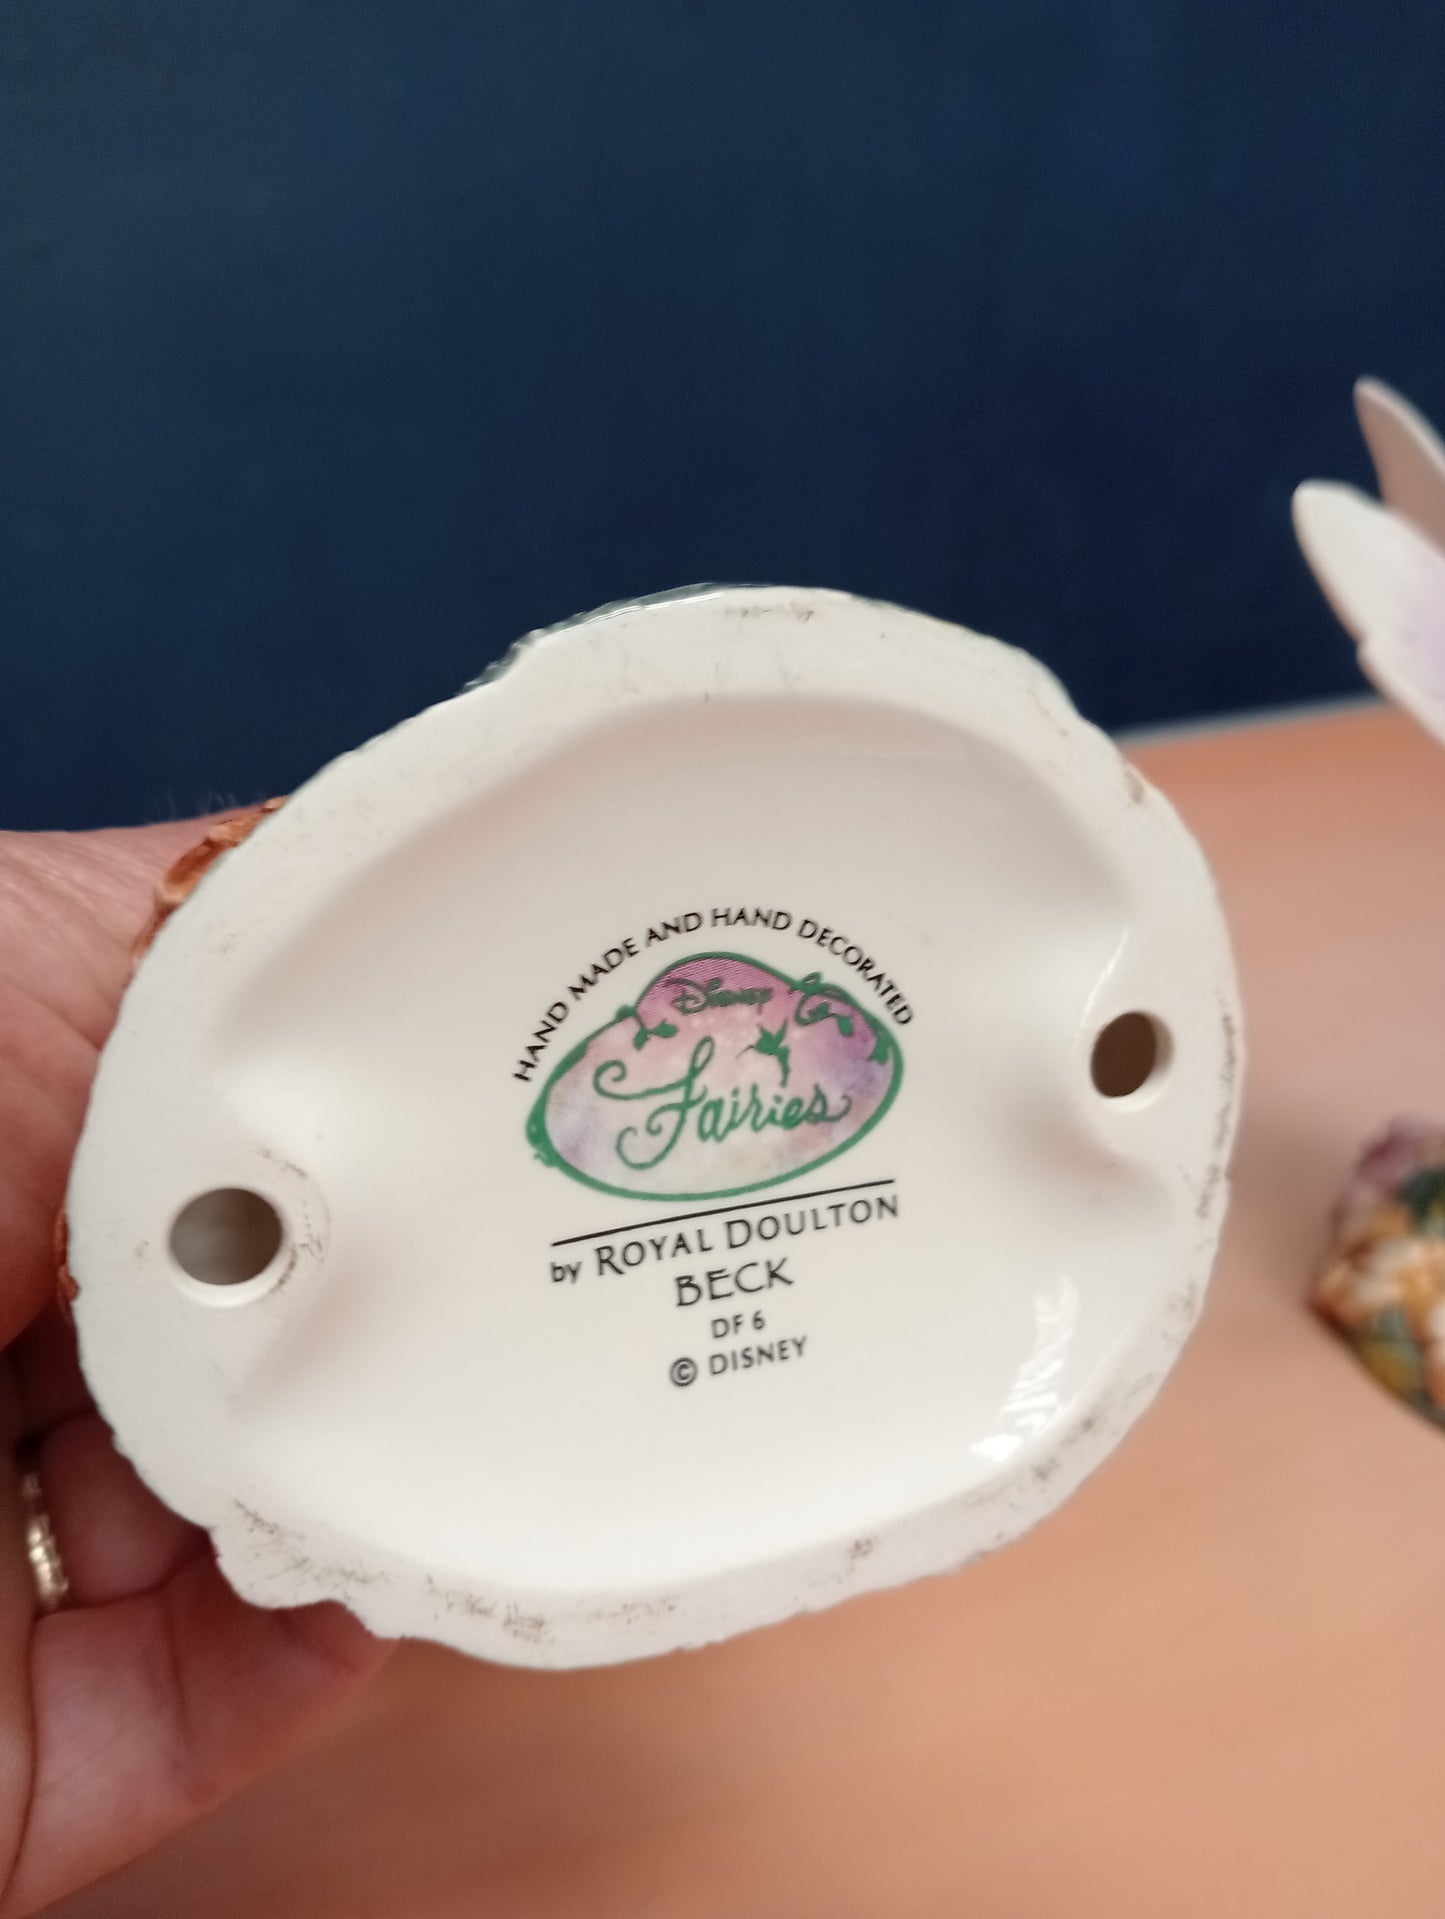 HAND MADE AND HAND DECORATED
Disney
Fairies
by ROYAL DOULTON
BECK
DF 6
© DISNEY